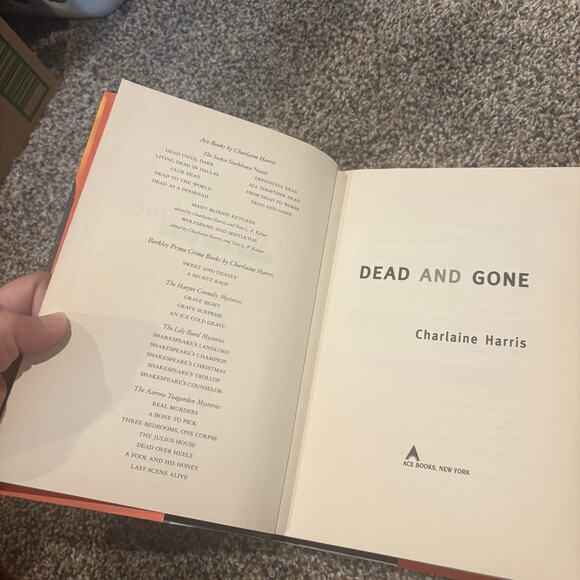 Ace Books by Charlaine Harris
The Sookie Stackhouse Novels
DEAD UNTIL DARK
LIVING DEAD IN DALLAS
CLUB DEAD
DEAD TO THE WORLD
DEAD AS A DOORNAIL
DEFINITELY DEAD
ALL TOGETHER DEAD
FROM DEAD TO WORSE
DEAD AND GONE
MANY BLOODY RETURNS
edited by Charlaine Harris and Toni L. P. Kelner
WOLFSBANE AND MISTLETOE
edited by Charlaine Harris and Toni L. P. Kelner
Berkley Prime Crime Books by Charlaine Harris
SWEET AND DEADLY
A SECRET RAGE
The Harper Connelly Mysteries
GRAVE SIGHT
GRAVE SURPRISE
AN ICE COLD GRAVE
The Lily Bard Mysteries
SHAKESPEARE'S LANDLORD
SHAKESPEARE'S CHAMPION
SHAKESPEARE'S CHRISTMAS
SHAKESPEARE'S TROLLOP
SHAKESPEARE'S COUNSELOR
The Aurora Teagarden Mysteries
REAL MURDERS
A BONE TO PICK
THREE BEDROOMS, ONE CORPSE
THE JULIUS HOUSE
DEAD OVER HEELS
A FOOL AND HIS HONEY
LAST SCENE ALIVE
DEAD AND GONE
Charlaine Harris
ACE BOOKS, NEW YORK